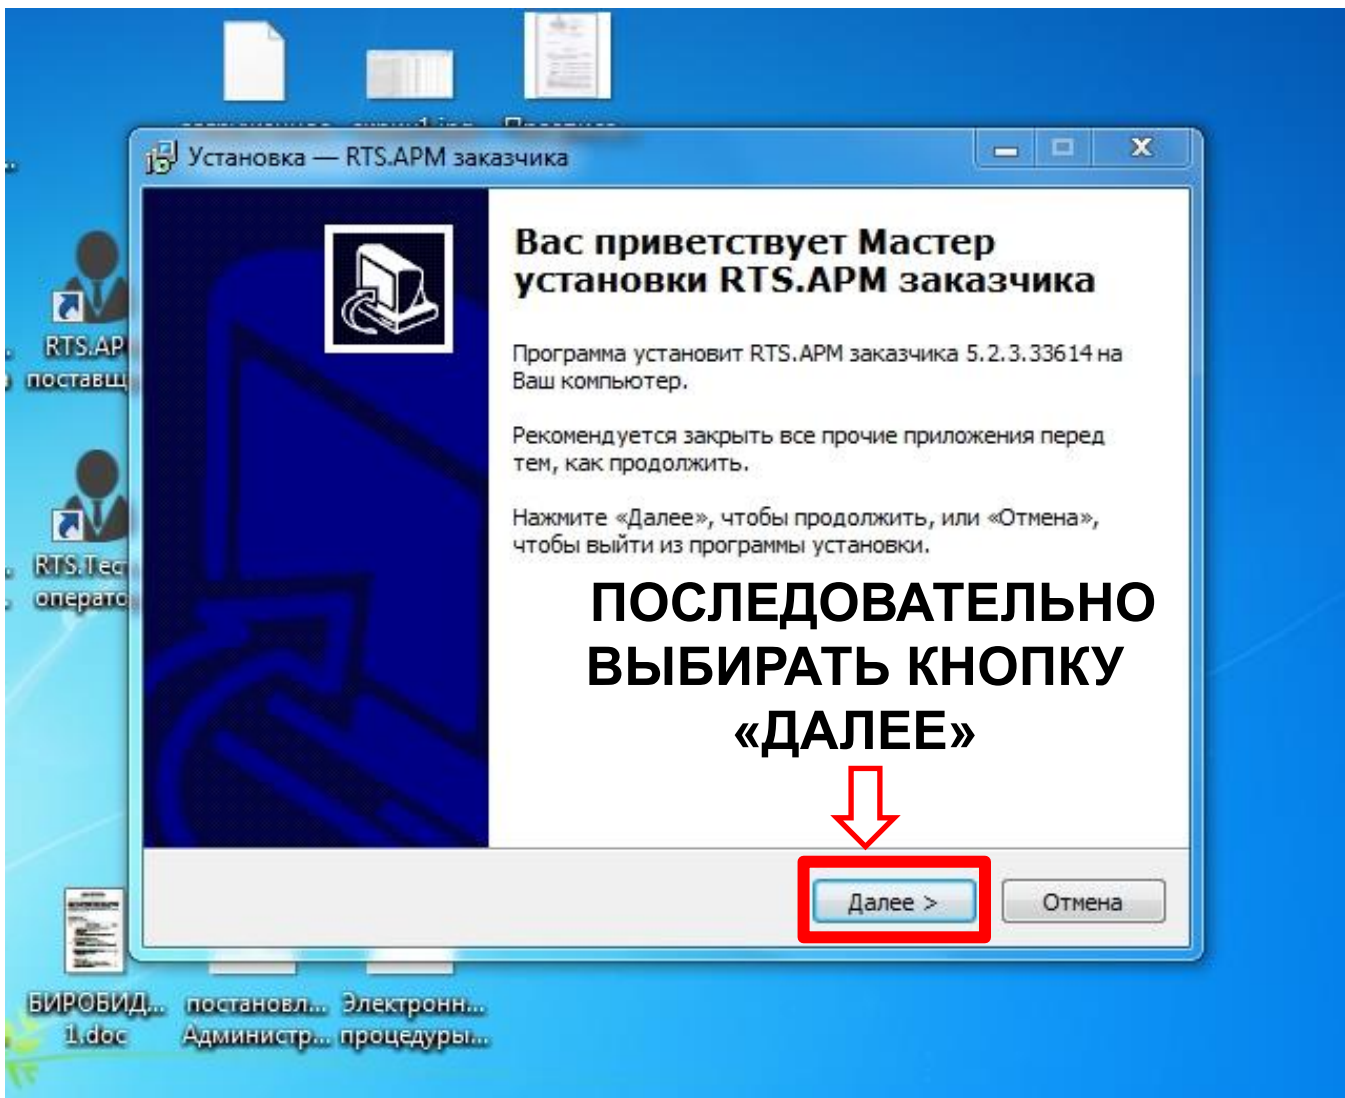 Установка — RTS.АРМ заказчика
Вас приветствует Мастер
установки RTS.АРМ заказчика
Программа установит RTS.АРМ заказчика 5.2.3.33614 на
Ваш компьютер.
Рекомендуется закрыть все прочие приложения перед
тем, как продолжить.
Нажмите «Далее», чтобы продолжить, или «Отмена»,
чтобы выйти из программы установки.
ПОСЛЕДОВАТЕЛЬНО
ВЫБИРАТЬ КНОПКУ
«ДАЛЕЕ»
Далее >
Отмена
RTS.АР
поставщ
RTS.Тес
операто
БИРОБИД...
1.doc
постановл...
Администр...
Электронн...
процедуры...